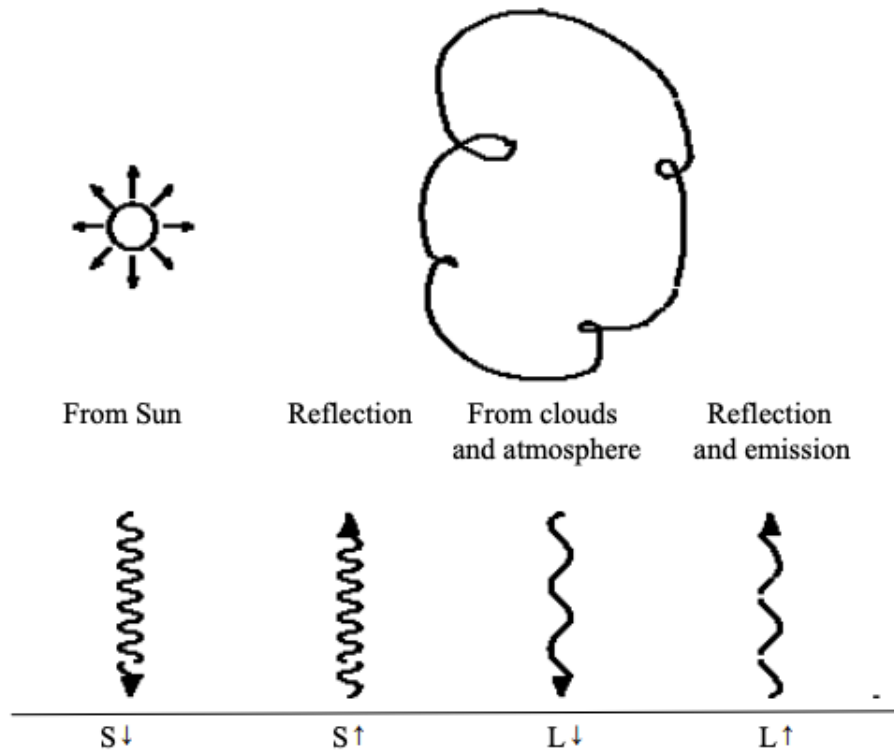 From Sun
Reflection
From clouds
and atmosphere
Reflection
and emission
S↓
S↑
L↓
L↑